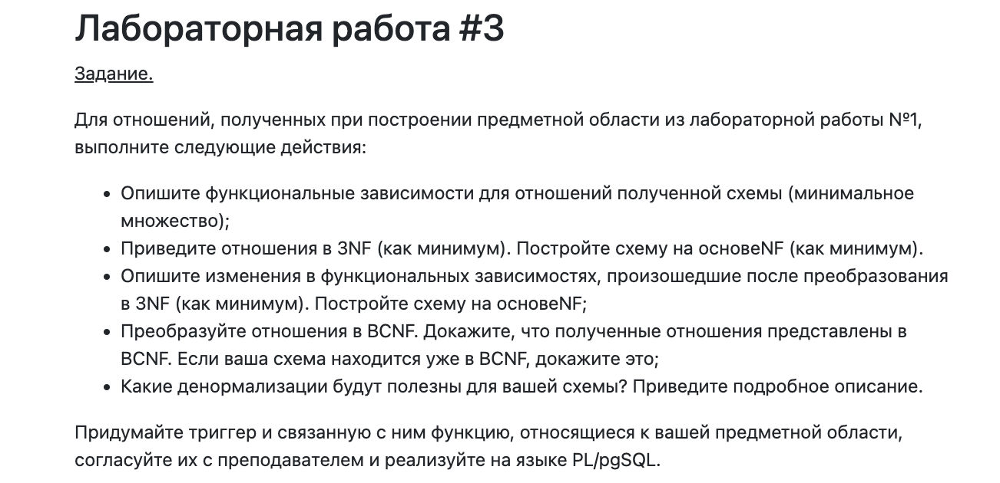 Лабораторная работа #3
Задание.
Для отношений, полученных при построении предметной области из лабораторной работы №1,
выполните следующие действия:
• Опишите функциональные зависимости для отношений полученной схемы (минимальное
множество);
• Приведите отношения в 3NF (как минимум). Постройте схему на основеNF (как минимум).
• Опишите изменения в функциональных зависимостях, произошедшие после преобразования
в 3NF (как минимум). Постройте схему на основеNF;
• Преобразуйте отношения в BCNF. Докажите, что полученные отношения представлены в
BCNF. Если ваша схема находится уже в BCNF, докажите это;
• Какие денормализации будут полезны для вашей схемы? Приведите подробное описание.
Придумайте триггер и связанную с ним функцию, относящиеся к вашей предметной области,
согласуйте их с преподавателем и реализуйте на языке PL/pgSQL.